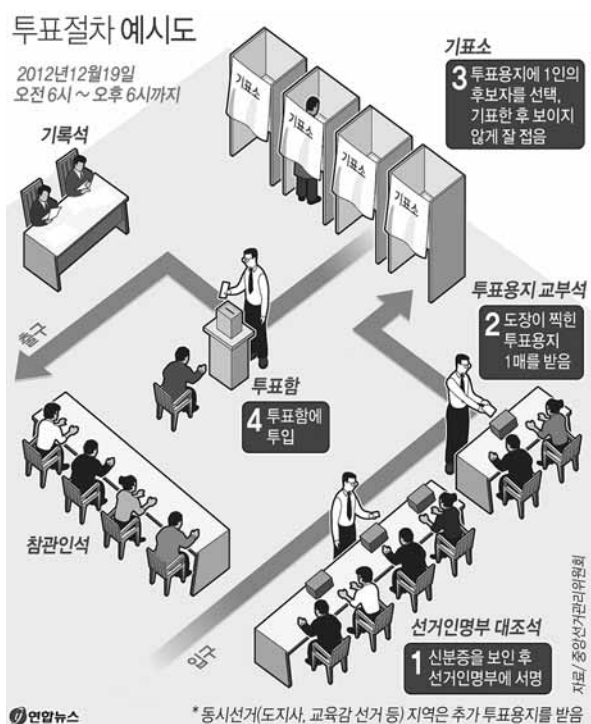 투표절차 예시도
2012년12월19일
오전 6시 ~ 오후 6시까지
기록석
기표소
기표소
기표소
기표소
기표소
3 투표용지에 1인의
후보자를 선택,
기표한 후 보이지
않게 잘 접음
투표용지 교부석
2 도장이 찍힌
투표용지
1매를 받음
출구
투표함
4 투표함에
투입
참관인석
입구
선거인명부 대조석
1 신분증을 보인 후
선거인명부에 서명
자료/ 중앙선거관리위원회
연합뉴스
* 동시선거(도지사, 교육감 선거 등) 지역은 추가 투표용지를 받음